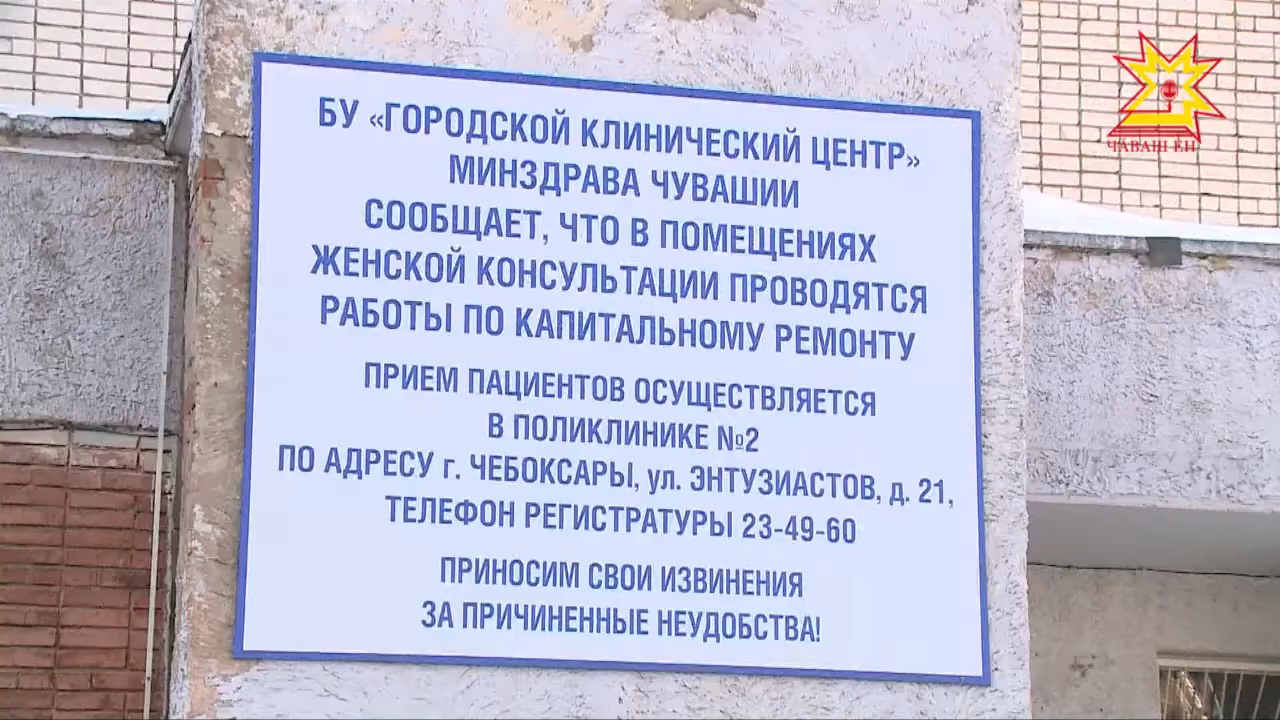 БУ «ГОРОДСКОЙ КЛИНИЧЕСКИЙ ЦЕНТР»
МИНЗДРАВА ЧУВАШИИ
СООБЩАЕТ, ЧТО В ПОМЕЩЕНИЯХ
ЖЕНСКОЙ КОНСУЛЬТАЦИИ ПРОВОДЯТСЯ
РАБОТЫ ПО КАПИТАЛЬНОМУ РЕМОНТУ
ПРИЕМ ПАЦИЕНТОВ ОСУЩЕСТВЛЯЕТСЯ
В ПОЛИКЛИНИКЕ №2
ПО АДРЕСУ г. ЧЕБОКСАРЫ, ул. ЭНТУЗИАСТОВ, д. 21,
ТЕЛЕФОН РЕГИСТРАТУРЫ 23-49-60
ПРИНОСИМ СВОИ ИЗВИНЕНИЯ
ЗА ПРИЧИНЕННЫЕ НЕУДОБСТВА!
ЧӐВАШ ЕН